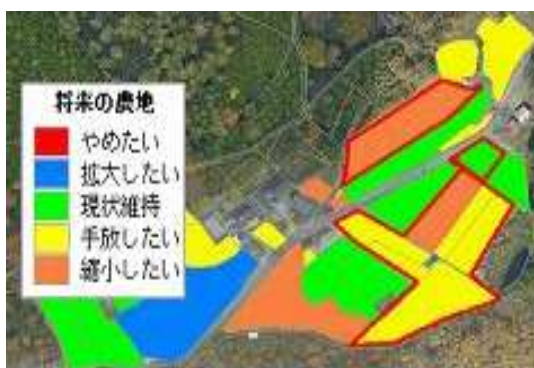 将来の農地
やめたい
拡大したい
現状維持
手放したい
縮小したい